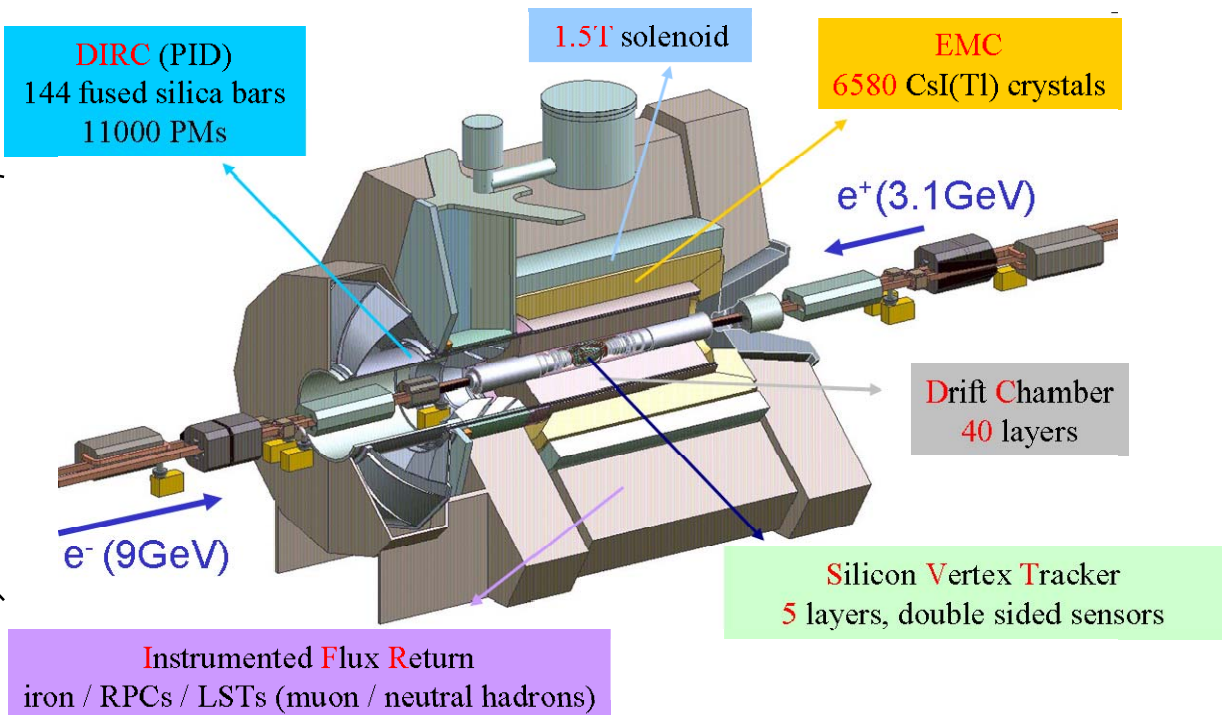 DIRC (PID)
144 fused silica bars
11000 PMs
1.5T solenoid
EMC
6580 CsI(Tl) crystals
e⁺(3.1GeV)
Drift Chamber
40 layers
e⁻ (9GeV)
Silicon Vertex Tracker
5 layers, double sided sensors
Instrumented Flux Return
iron / RPCs / LSTs (muon / neutral hadrons)